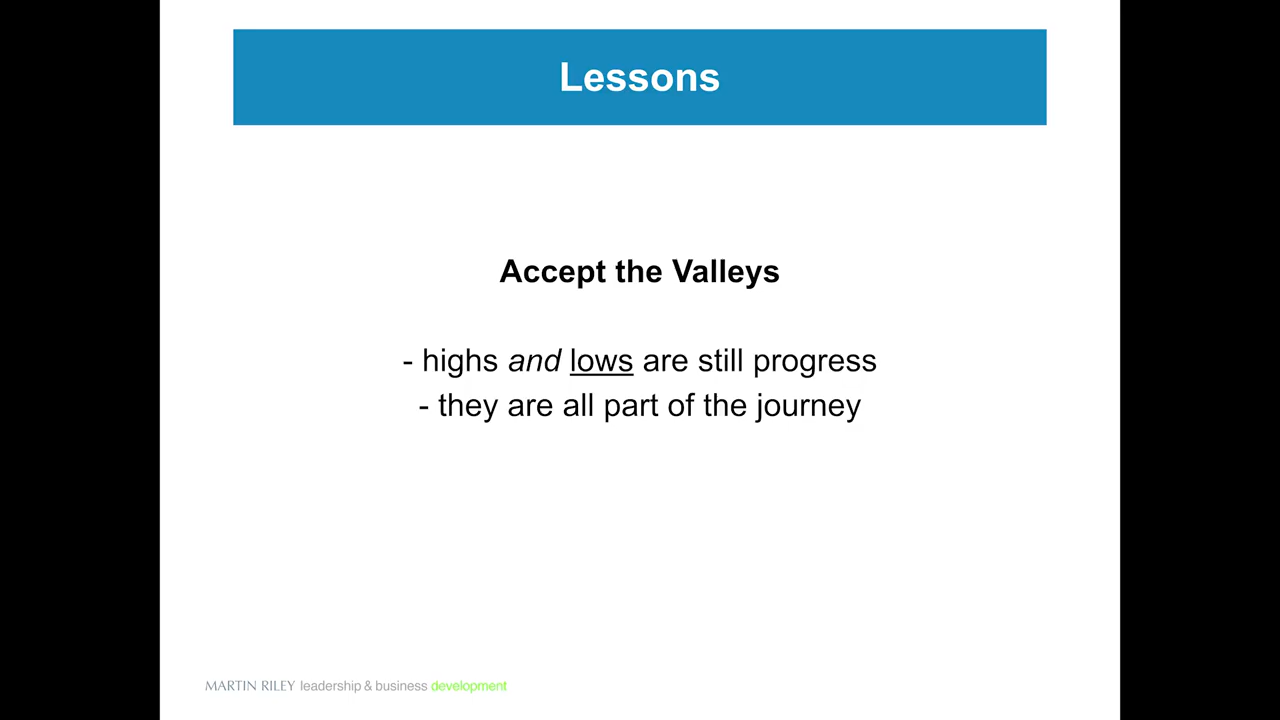 Lessons
Accept the Valleys
- highs and lows are still progress
- they are all part of the journey
MARTIN RILEY leadership & business development